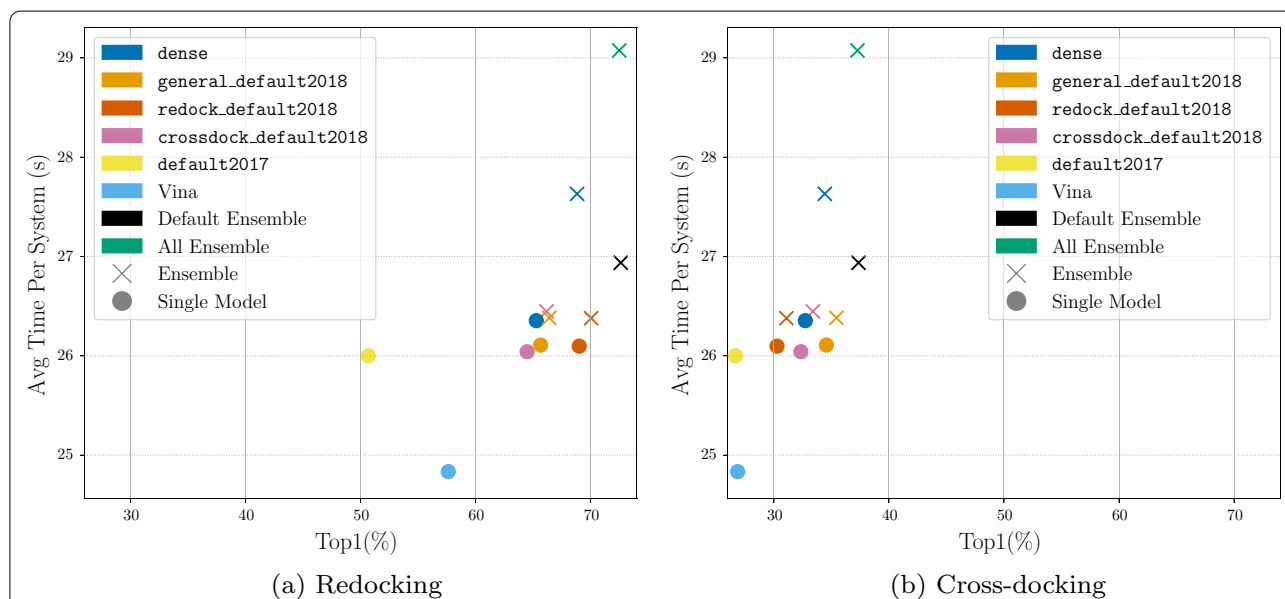 29
28
27
26
25
Avg Time Per System (s)
dense
general_default2018
redock_default2018
crossdock_default2018
default2017
Vina
Default Ensemble
All Ensemble
Ensemble
Single Model
30 40 50 60 70
Top1(%)
(a) Redocking
29
28
27
26
25
Avg Time Per System (s)
dense
general_default2018
redock_default2018
crossdock_default2018
default2017
Vina
Default Ensemble
All Ensemble
Ensemble
Single Model
30 40 50 60 70
Top1(%)
(b) Cross-docking